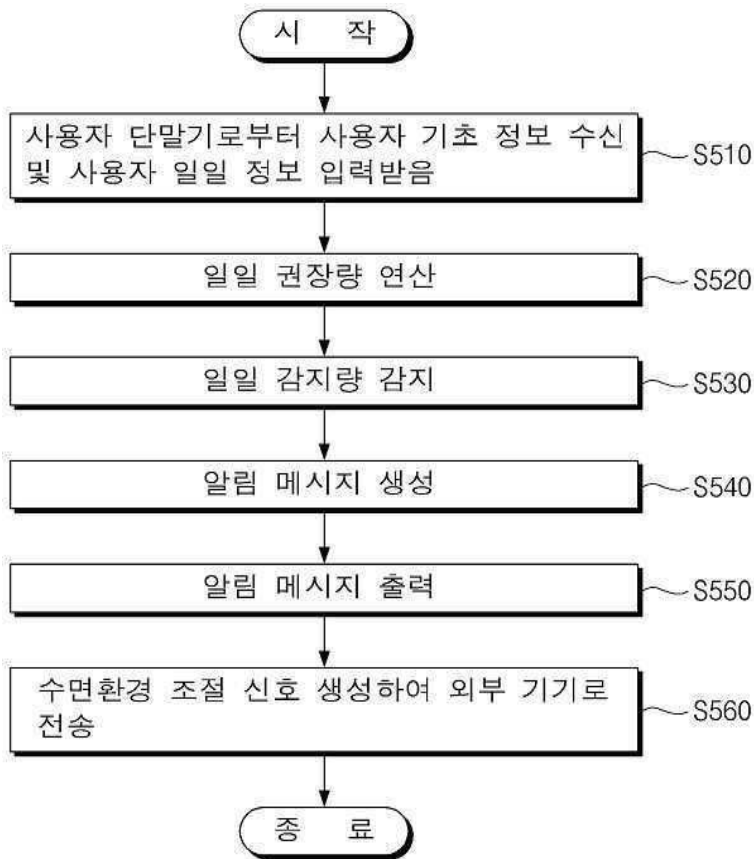 시 작
사용자 단말기로부터 사용자 기초 정보 수신
및 사용자 일일 정보 입력받음
S510
일일 권장량 연산
S520
일일 감지량 감지
S530
알림 메시지 생성
S540
알림 메시지 출력
S550
수면환경 조절 신호 생성하여 외부 기기로
전송
S560
종 료